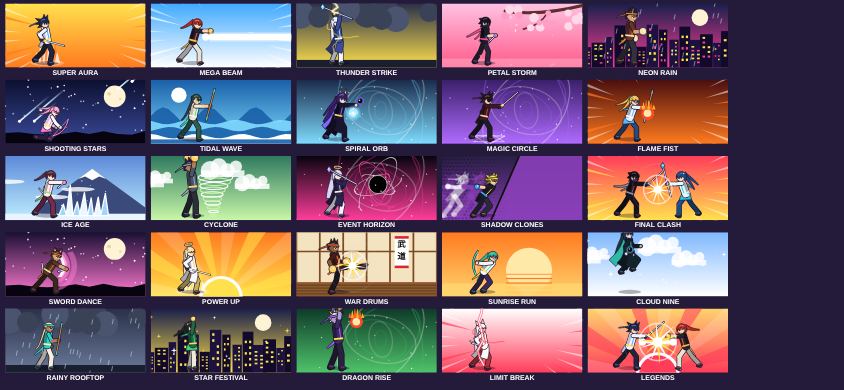 SUPER AURA
MEGA BEAM
THUNDER STRIKE
PETAL STORM
NEON RAIN
SHOOTING STARS
TIDAL WAVE
SPIRAL ORB
MAGIC CIRCLE
FLAME FIST
ICE AGE
CYCLONE
EVENT HORIZON
SHADOW CLONES
FINAL CLASH
武道
SWORD DANCE
POWER UP
WAR DRUMS
SUNRISE RUN
CLOUD NINE
RAINY ROOFTOP
STAR FESTIVAL
DRAGON RISE
LIMIT BREAK
LEGENDS